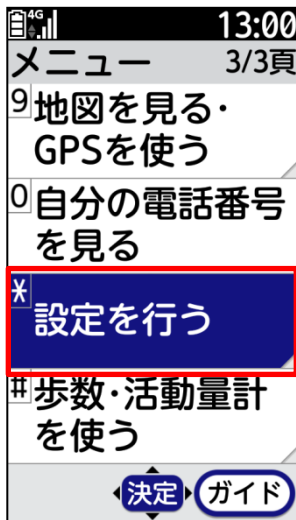 4G 13:00
メニュー 3/3頁
9 地図を見る・
GPSを使う
0 自分の電話番号
を見る
* 設定を行う
# 歩数・活動量計
を使う
決定 ガイド